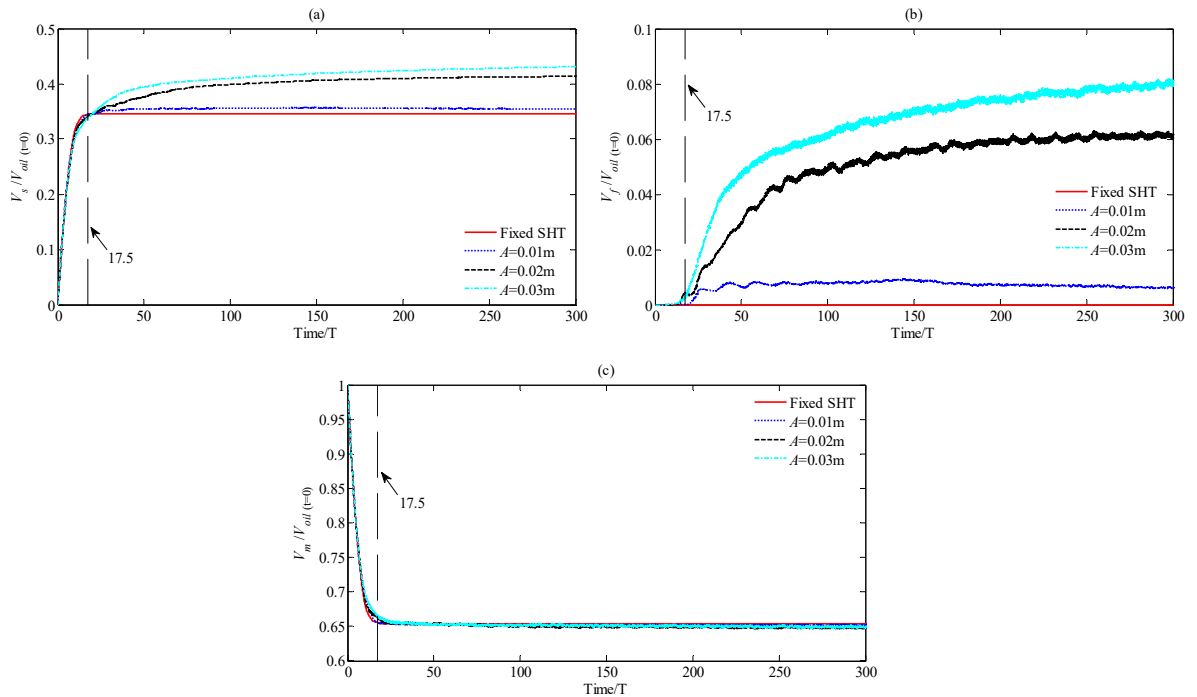 (a)
0.5
0.4
0.3
0.2
0.1
0
V_s/V_oil (t=0)
17.5
Fixed SHT
A=0.01m
A=0.02m
A=0.03m
0 50 100 150 200 250 300
Time/T
(b)
0.1
0.08
0.06
0.04
0.02
0
V_f/V_oil (t=0)
17.5
Fixed SHT
A=0.01m
A=0.02m
A=0.03m
0 50 100 150 200 250 300
Time/T
(c)
1
0.95
0.9
0.85
0.8
0.75
0.7
0.65
0.6
V_m/V_oil (t=0)
17.5
Fixed SHT
A=0.01m
A=0.02m
A=0.03m
0 50 100 150 200 250 300
Time/T